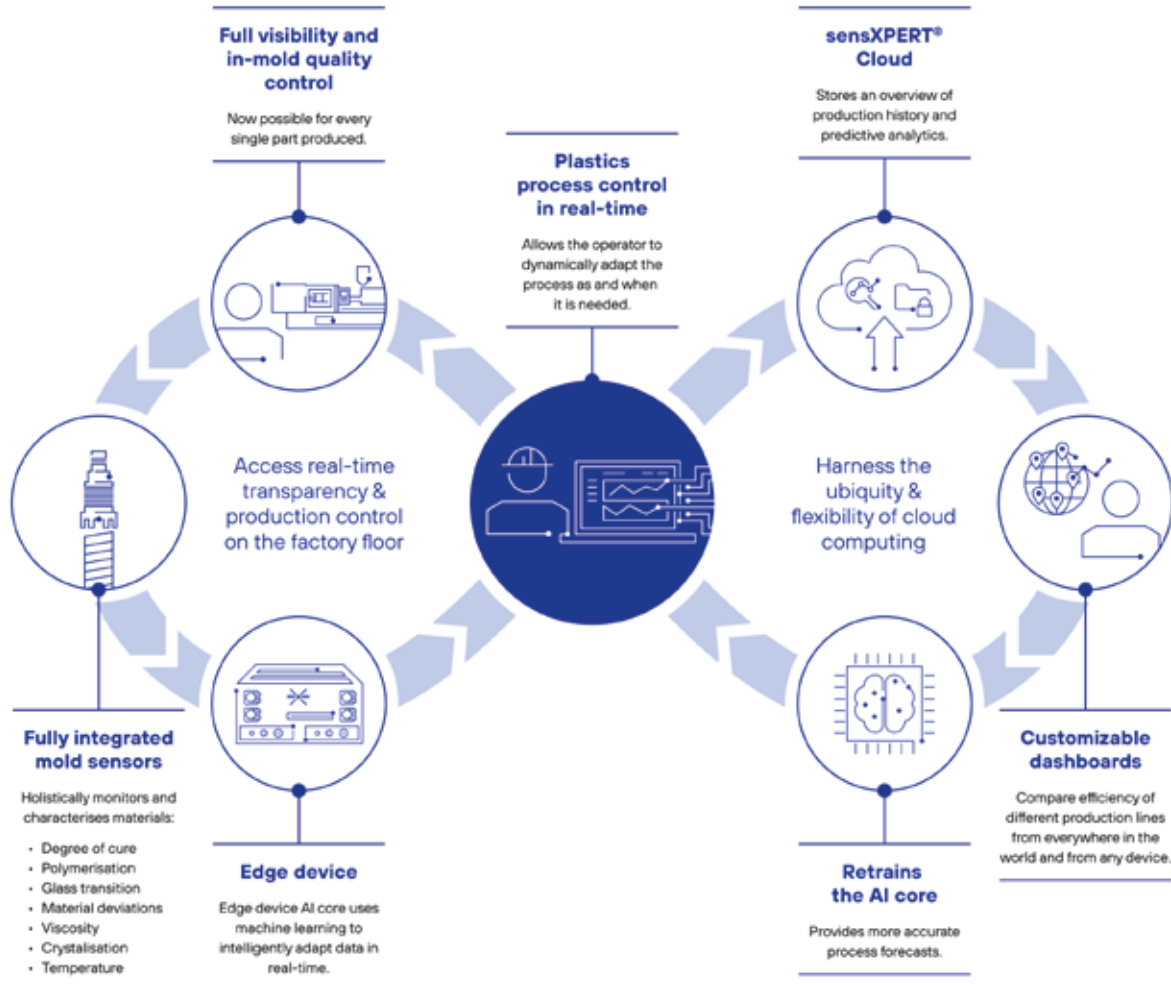 Full visibility and
in-mold quality
control
Now possible for every
single part produced.
sensXPERT®
Cloud
Stores an overview of
production history and
predictive analytics.
Plastics
process control
in real-time
Allows the operator to
dynamically adapt the
process as and when
it is needed.
Access real-time
transparency &
production control
on the factory floor
Harness the
ubiquity &
flexibility of cloud
computing
Fully integrated
mold sensors
Holistically monitors and
characterises materials:
• Degree of cure
• Polymerisation
• Glass transition
• Material deviations
• Viscosity
• Crystalisation
• Temperature
Edge device
Edge device AI core uses
machine learning to
intelligently adapt data in
real-time.
Retrains
the AI core
Provides more accurate
process forecasts.
Customizable
dashboards
Compare efficiency of
different production lines
from everywhere in the
world and from any device.